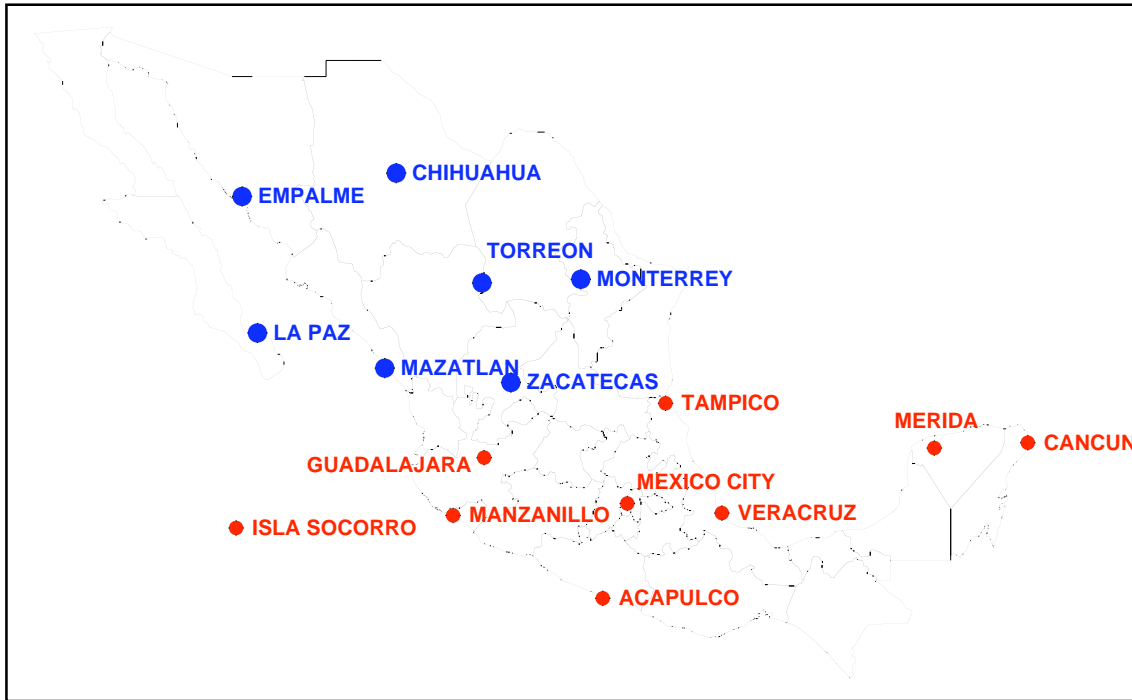 CHIHUAHUA
EMPALME
TORREON
MONTERREY
LA PAZ
MAZATLAN
ZACATECAS
TAMPICO
MERIDA
CANCUN
GUADALAJARA
MEXICO CITY
MANZANILLO
VERACRUZ
ISLA SOCORRO
ACAPULCO